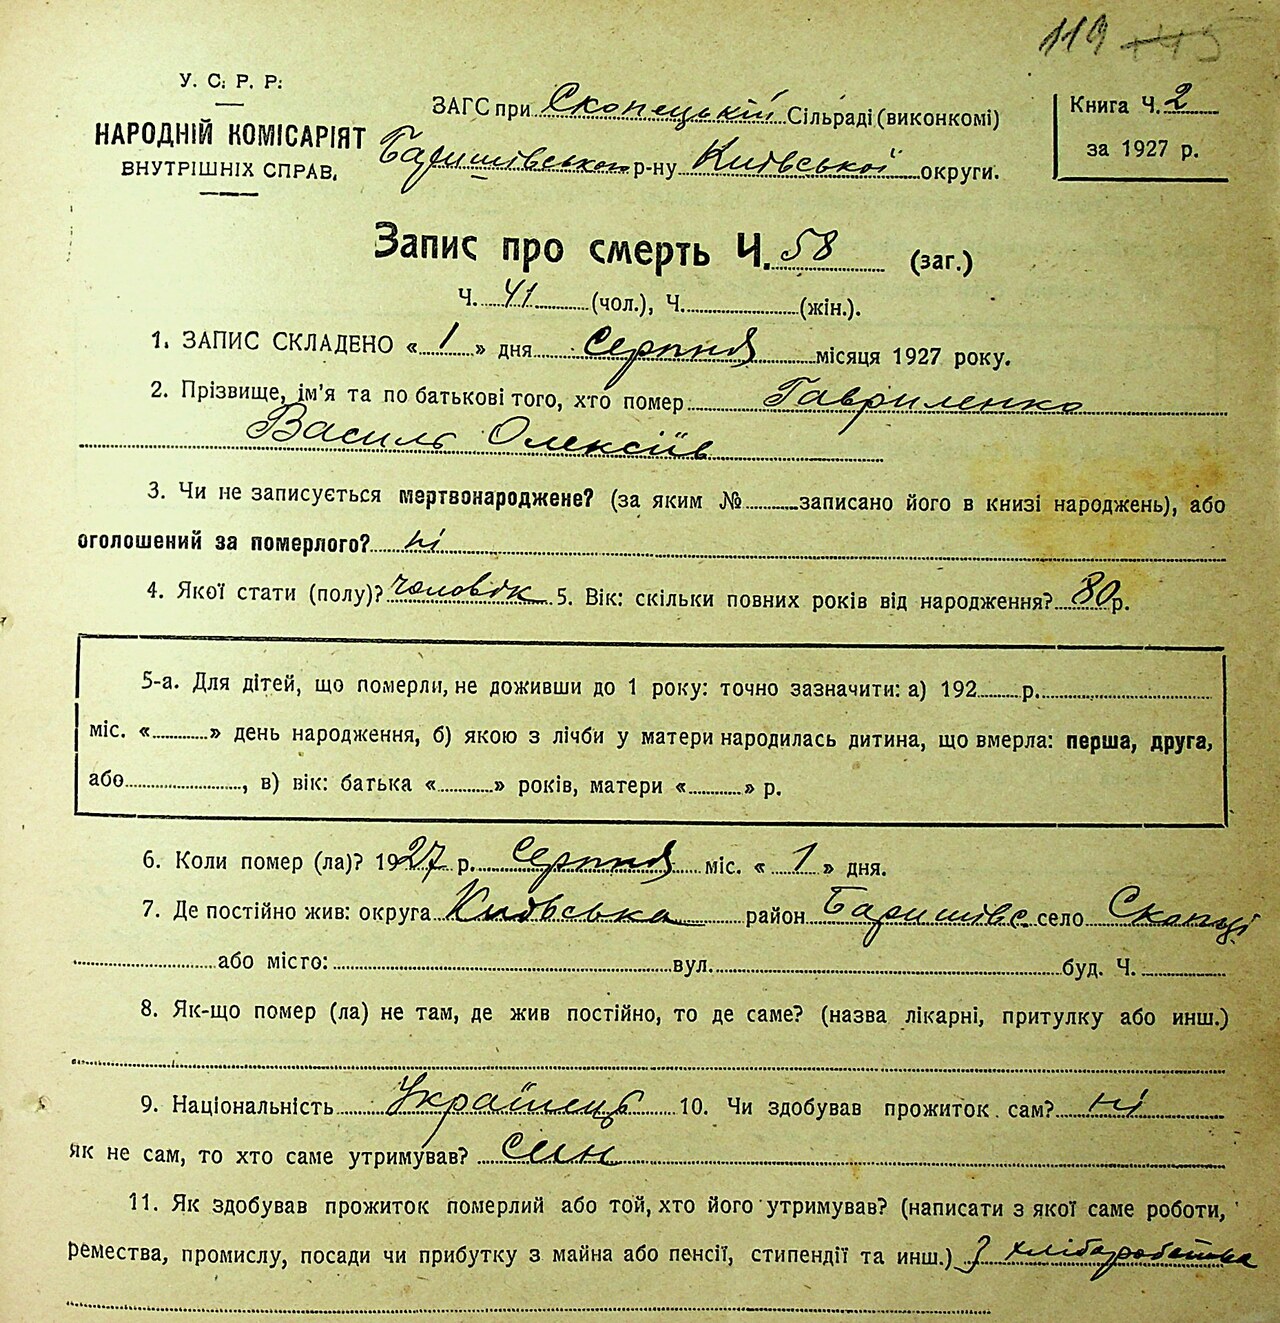 119 145
У. С. Р. Р.
НАРОДНІЙ КОМІСАРІЯТ
ВНУТРІШНІХ СПРАВ.
ЗАГС при Скопецькій Сільраді (виконкомі)
Баришівського р-ну Київської округи.
Книга Ч. 2
за 1927 р.
Запис про смерть Ч. 58 (заг.)
Ч. 41 (чол.), Ч. (жін.).
1. ЗАПИС СКЛАДЕНО « 1 » дня Серпня місяця 1927 року.
2. Прізвище, ім'я та по батькові того, хто помер Гавриленко
Василь Олексіїв
3. Чи не записується мертвонароджене? (за яким № записано його в книзі народжень), або
оголошений за померлого? ні
4. Якої стати (полу)? чоловік 5. Вік: скільки повних років від народження? 80 р.
5-а. Для дітей, що померли, не доживши до 1 року: точно зазначити: а) 192 р.
міс. « » день народження, б) якою з лічби у матери народилась дитина, що вмерла: перша, друга,
або , в) вік: батька « » років, матери « » р.
6. Коли помер (ла)? 1927 р. Серпня міс. « 1 » дня.
7. Де постійно жив: округа Київська район Баришівс село Скопці
або місто: вул. буд. Ч.
8. Як-що помер (ла) не там, де жив постійно, то де саме? (назва лікарні, притулку або инш.)
9. Національність Українець 10. Чи здобував прожиток сам? ні
як не сам, то хто саме утримував? син
11. Як здобував прожиток померлий або той, хто його утримував? (написати з якої саме роботи,
ремества, промислу, посади чи прибутку з майна або пенсії, стипендії та инш.) З хліборобства